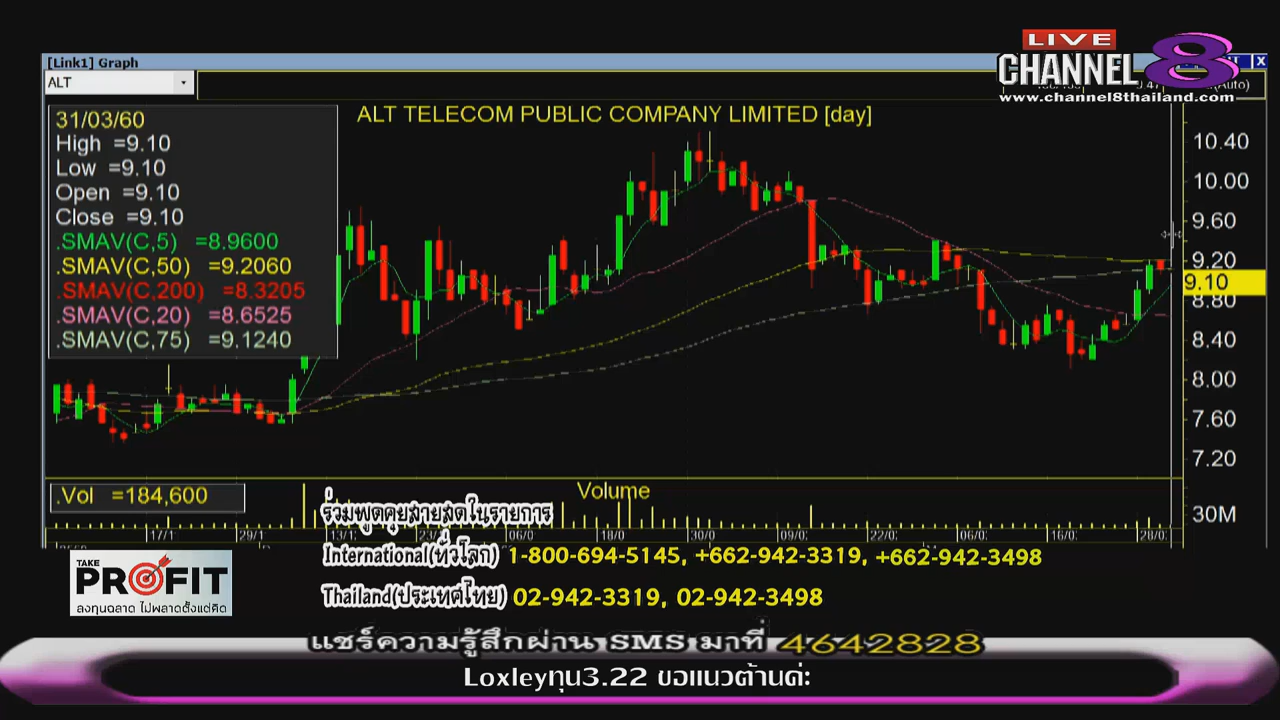 LIVE
CHANNEL 8
www.channel8thailand.com
[Link1] Graph
ALT
(Auto)
ALT TELECOM PUBLIC COMPANY LIMITED [day]
31/03/60
High =9.10
Low =9.10
Open =9.10
Close =9.10
.SMAV(C,5) =8.9600
.SMAV(C,50) =9.2060
.SMAV(C,200) =8.3205
.SMAV(C,20) =8.6525
.SMAV(C,75) =9.1240
10.40
10.00
9.60
9.20
9.10
8.80
8.40
8.00
7.60
7.20
.Vol =184,600
Volume
30M
17/1
29/1
13/1
23/0
06/0
18/0
30/0
09/0
22/0
06/0
16/0
28/0
ร่วมพูดคุยสายสดในรายการ
International(ทั่วโลก) 1-800-694-5145, +662-942-3319, +662-942-3498
Thailand(ประเทศไทย) 02-942-3319, 02-942-3498
TAKE
PROFIT
ลงทุนฉลาด ไม่พลาดตั้งแต่คิด
แชร์ความรู้สึกผ่าน SMS มาที่ 4642828
Loxleyทุน3.22 ขอแนวต้านค่ะ